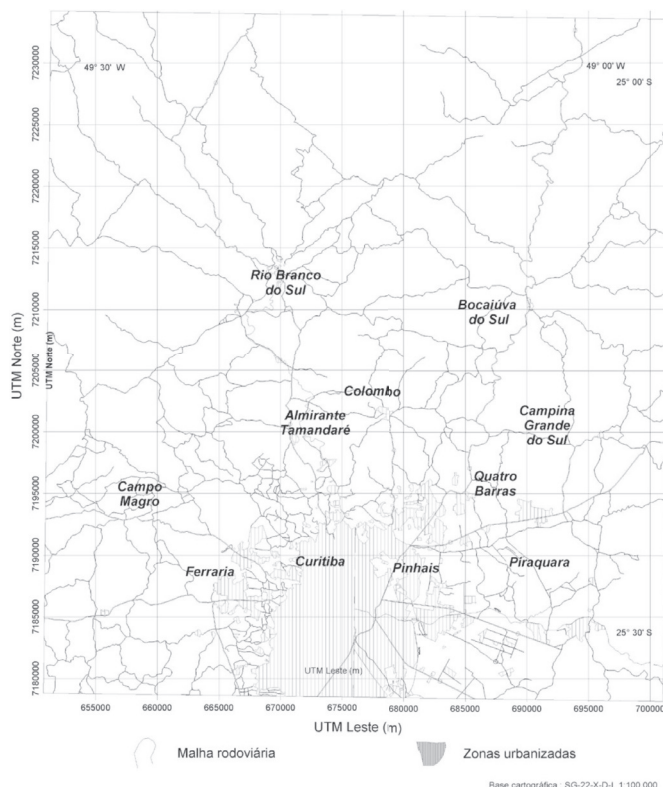 49° 30' W
49° 00' W
25° 00' S
7230000
7225000
7220000
7215000
7210000
7205000
7200000
7195000
7190000
7185000
7180000
UTM Norte (m)
UTM Norte (m)
Rio Branco
do Sul
Bocaiúva
do Sul
Colombo
Almirante
Tamandaré
Campina
Grande
do Sul
Campo
Magro
Quatro
Barras
Ferraria
Curitiba
Pinhais
Piraquara
25° 30' S
UTM Leste (m)
655000 660000 665000 670000 675000 680000 685000 690000 695000 700000
UTM Leste (m)
Malha rodoviária
Zonas urbanizadas
Base cartográfica : SG-22-X-D-I, 1:100.000